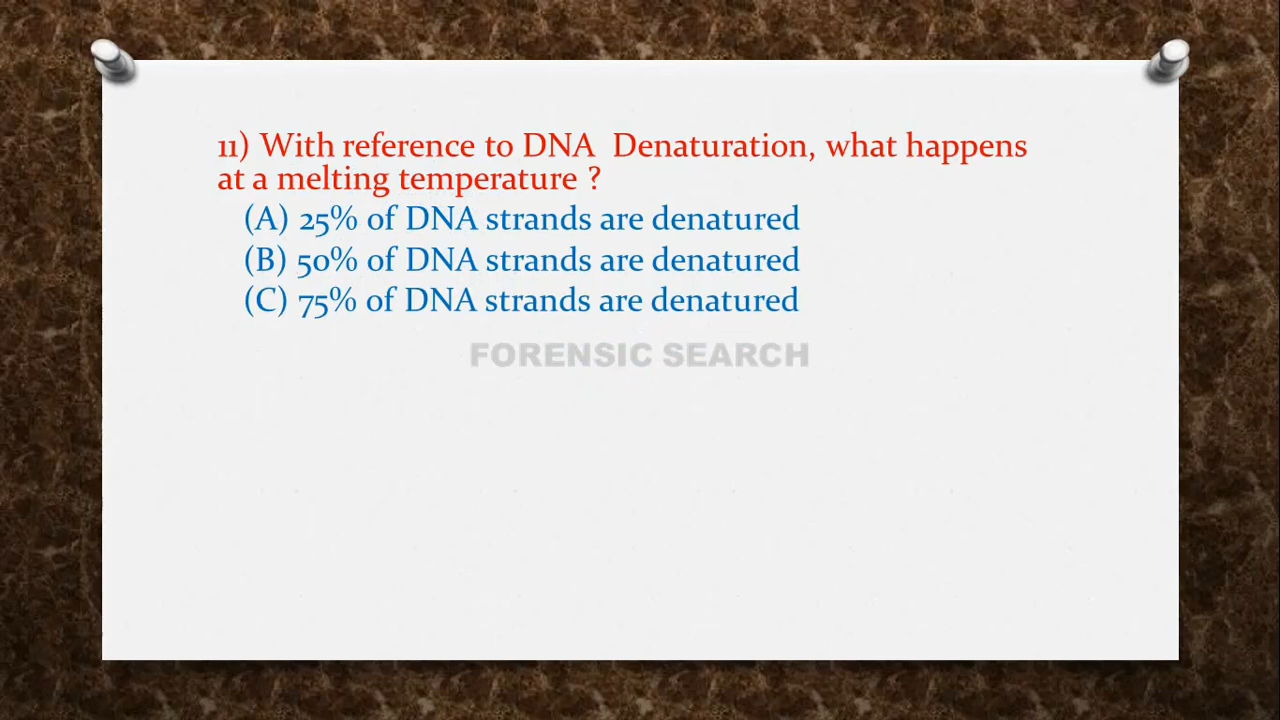 11) With reference to DNA  Denaturation, what happens
at a melting temperature ?
(A) 25% of DNA strands are denatured
(B) 50% of DNA strands are denatured
(C) 75% of DNA strands are denatured
FORENSIC SEARCH